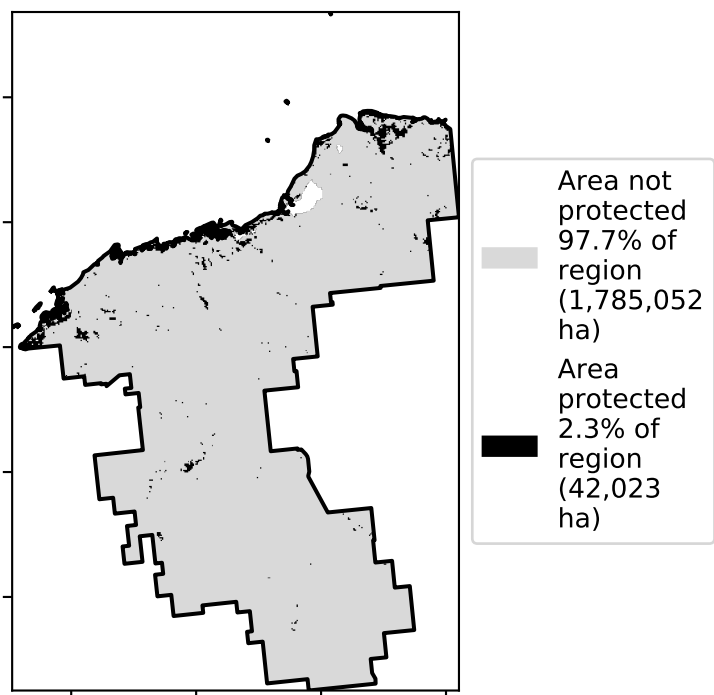 Area not
protected
97.7% of
region
(1,785,052
ha)
Area
protected
2.3% of
region
(42,023
ha)